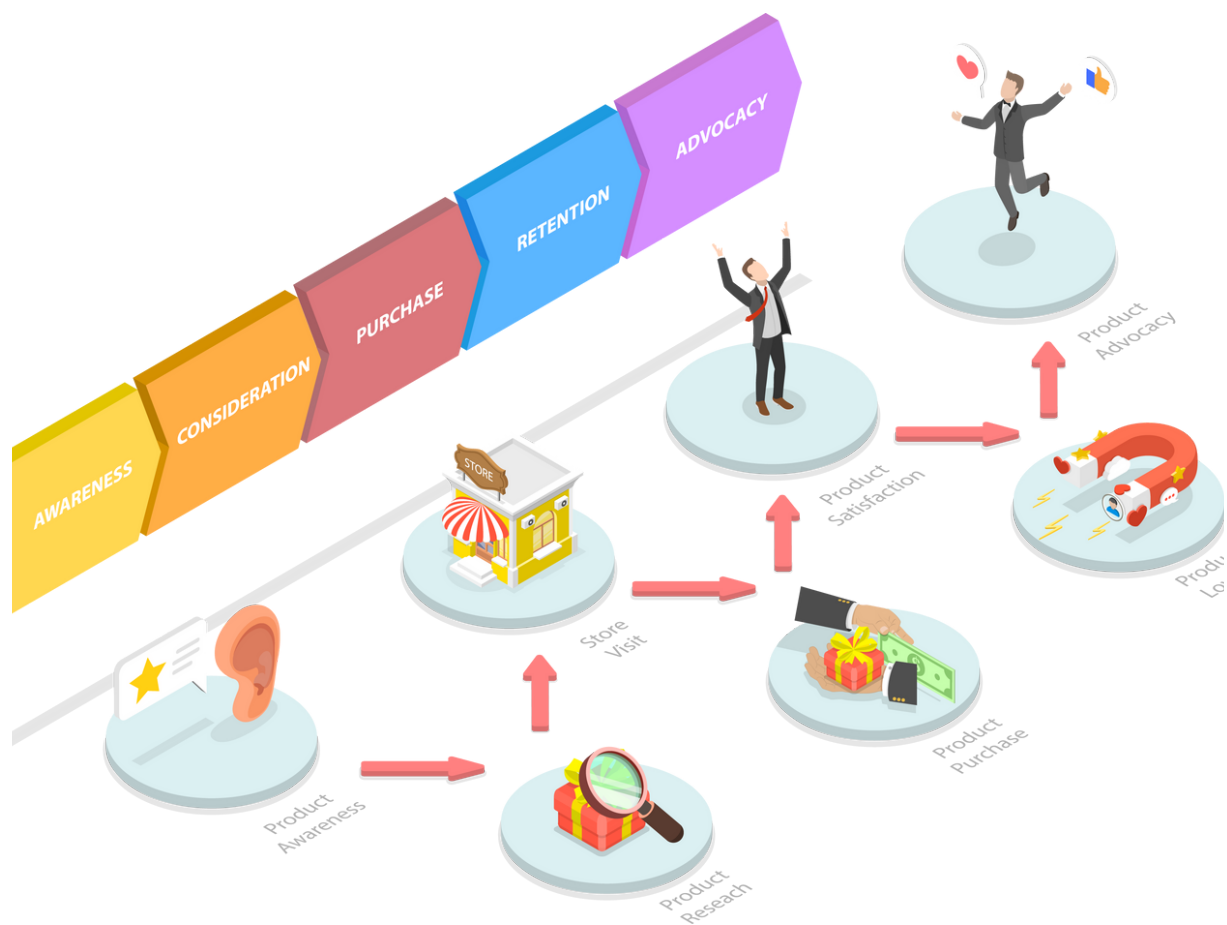 AWARENESS
CONSIDERATION
PURCHASE
RETENTION
ADVOCACY
STORE
Product
Awareness
Product
Reseach
Store
Visit
Product
Purchase
Product
Satisfaction
Product
Advocacy